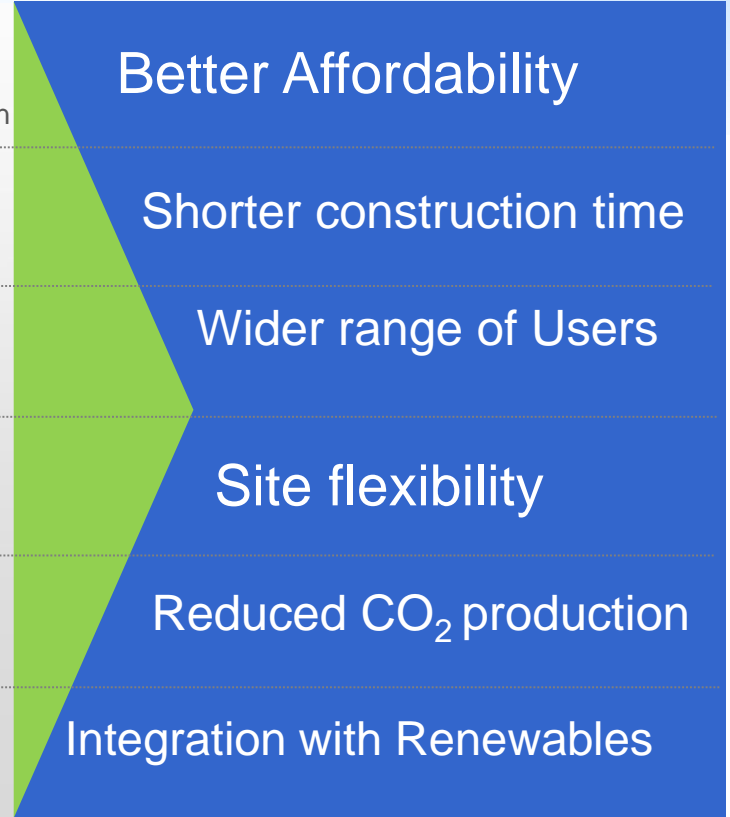 Better Affordability
n
Shorter construction time
Wider range of Users
Site flexibility
Reduced CO₂ production
Integration with Renewables